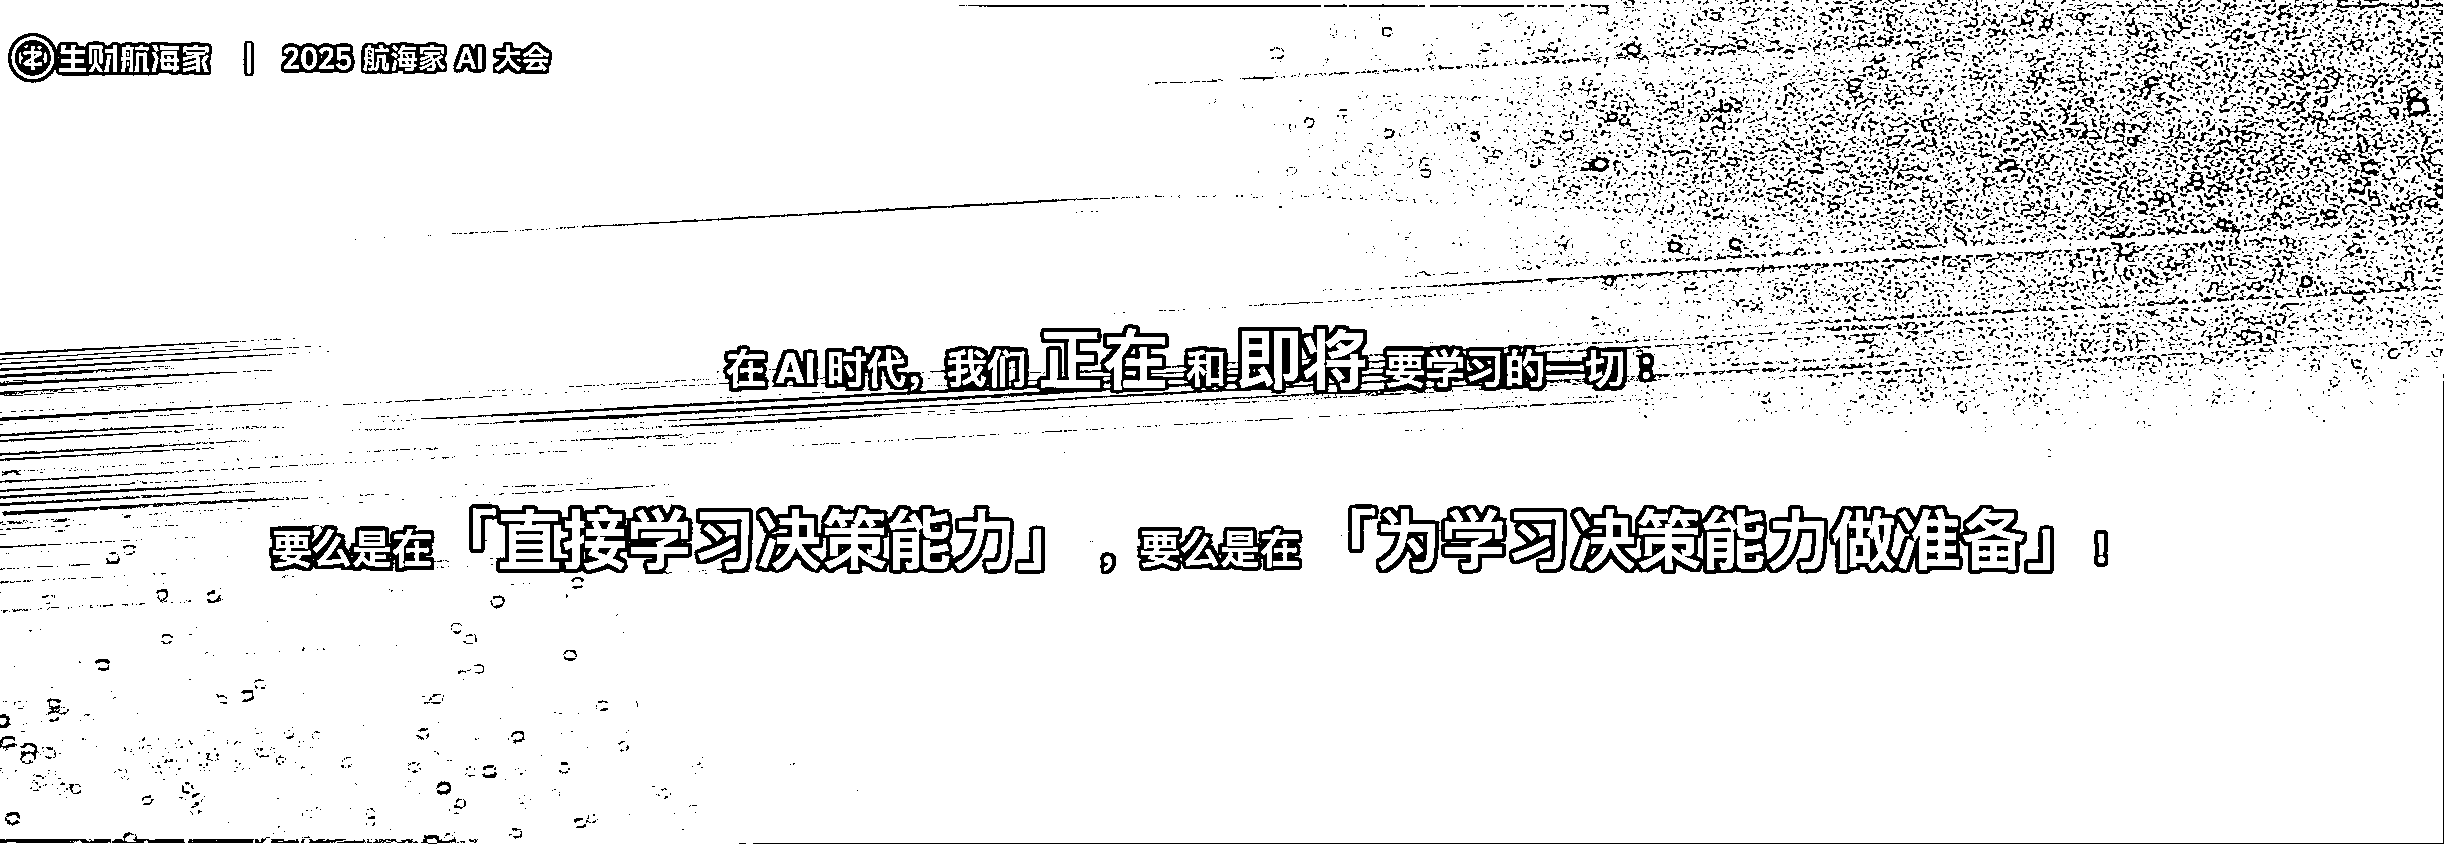 生财航海家 | 2025 航海家 AI 大会
在 AI 时代，我们 正在 和 即将 要学习的一切：
要么是在「直接学习决策能力」，要么是在「为学习决策能力做准备」！